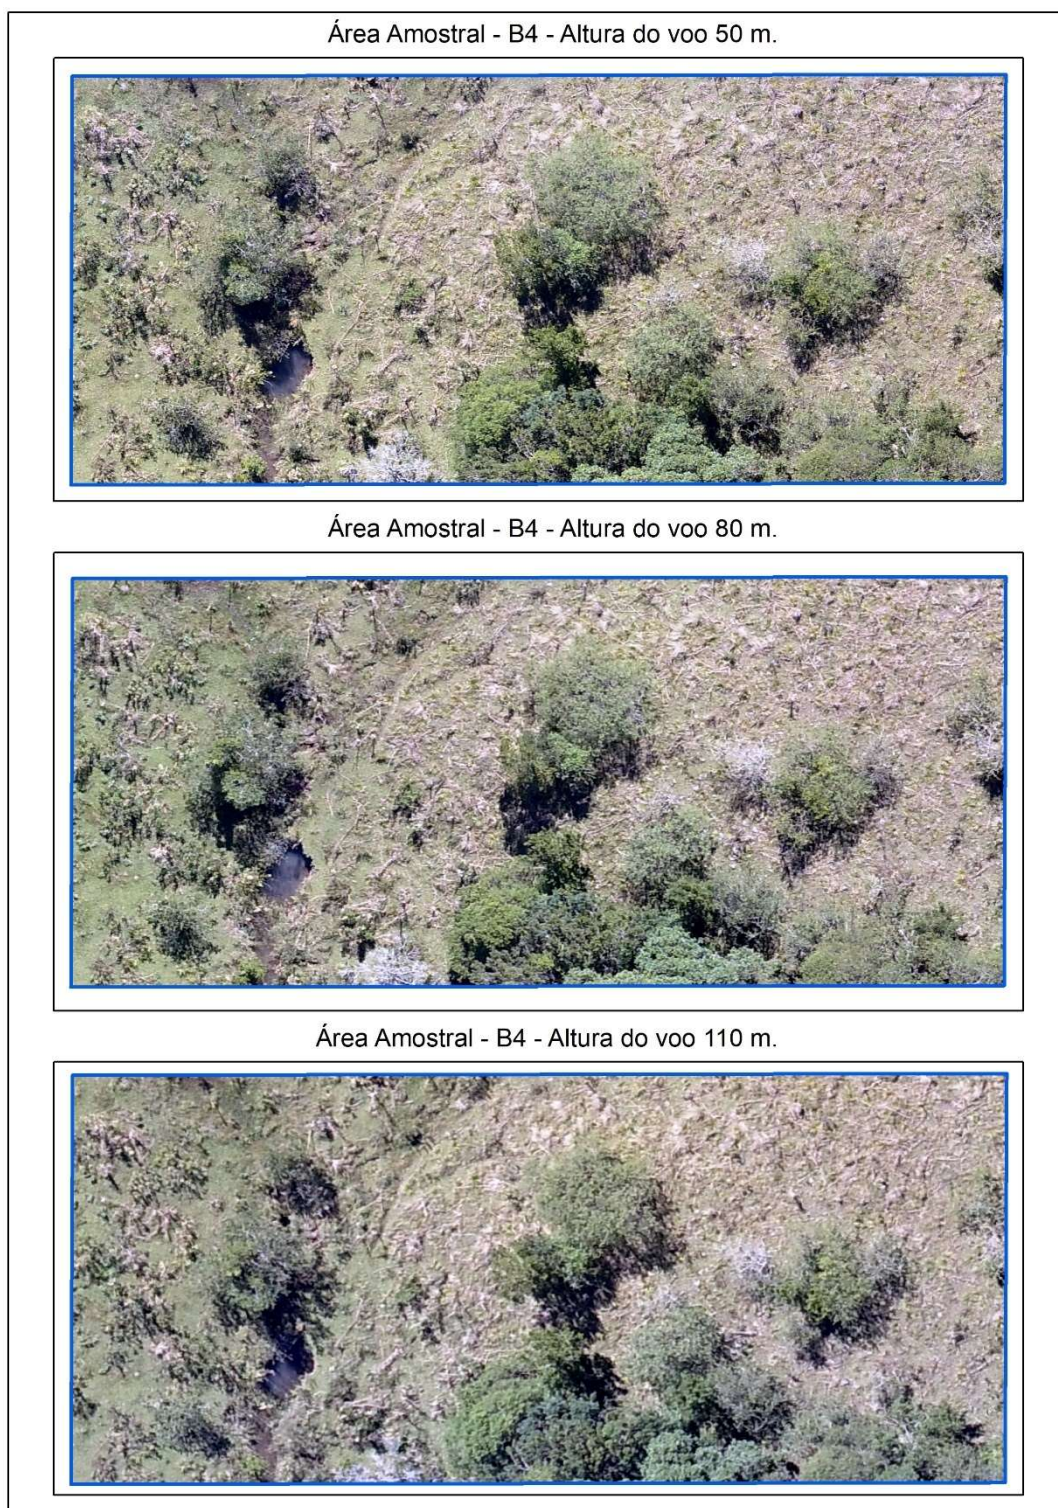 Área Amostral - B4 - Altura do voo 50 m.
Área Amostral - B4 - Altura do voo 80 m.
Área Amostral - B4 - Altura do voo 110 m.